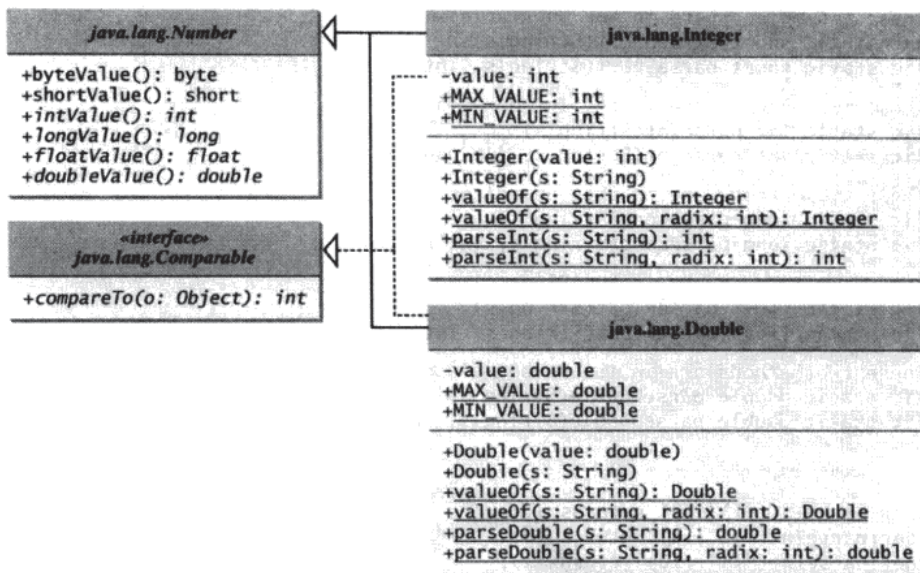 java.lang.Number
+byteValue(): byte
+shortValue(): short
+intValue(): int
+longValue(): long
+floatValue(): float
+doubleValue(): double
«interface»
java.lang.Comparable
+compareTo(o: Object): int
java.lang.Integer
-value: int
+MAX_VALUE: int
+MIN_VALUE: int
+Integer(value: int)
+Integer(s: String)
+valueOf(s: String): Integer
+valueOf(s: String, radix: int): Integer
+parseInt(s: String): int
+parseInt(s: String, radix: int): int
java.lang.Double
-value: double
+MAX_VALUE: double
+MIN_VALUE: double
+Double(value: double)
+Double(s: String)
+valueOf(s: String): Double
+valueOf(s: String, radix: int): Double
+parseDouble(s: String): double
+parseDouble(s: String, radix: int): double